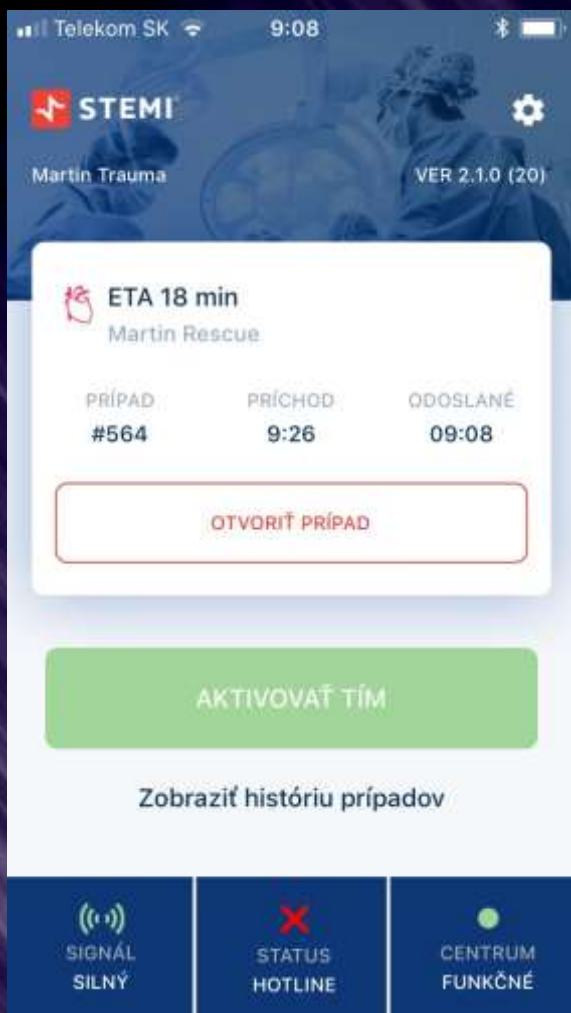 Telekom SK 9:08
STEMI
Martin Trauma VER 2.1.0 (20)
ETA 18 min
Martin Rescue
PRÍPAD PRÍCHOD ODOSLANÉ
#564 9:26 09:08
OTVORIŤ PRÍPAD
AKTIVOVAŤ TÍM
Zobraziť históriu prípadov
SIGNÁL STATUS CENTRUM
SILNÝ HOTLINE FUNKČNÉ